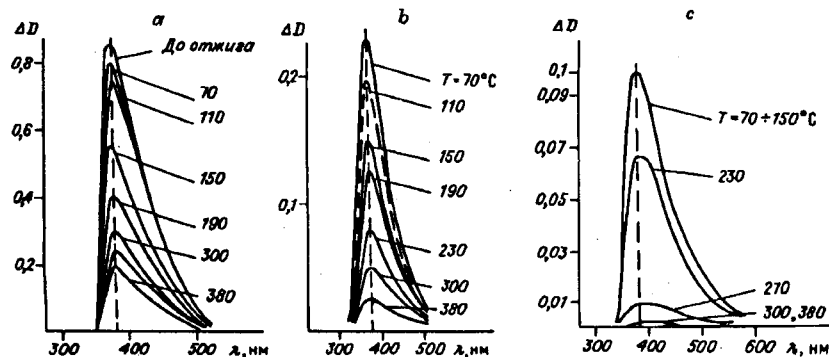 a
ΔD
До отжига
0,8
70
110
0,6
150
0,4
190
300
0,2
380
300 400 500 λ, нм
b
ΔD
T=70°C
0,2
110
150
190
0,1
230
300
380
300 400 500 λ, нм
c
ΔD
0,1
0,09
T=70÷150°C
0,07
230
0,05
0,03
270
0,01
300,380
300 400 500 600 λ, нм